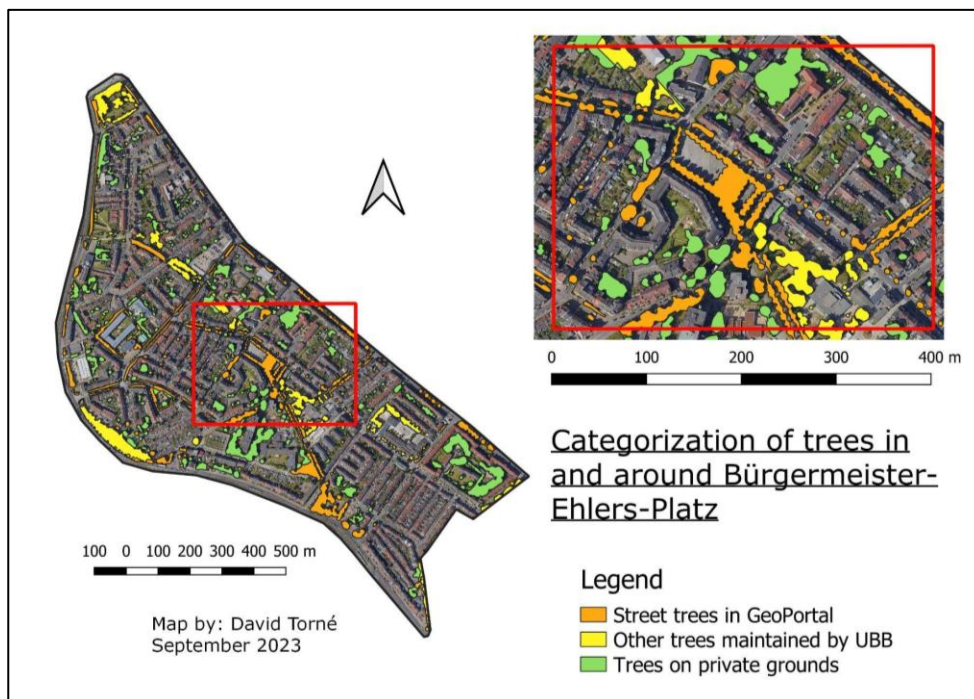 0 100 200 300 400 m
Categorization of trees in
and around Bürgermeister-
Ehlers-Platz
100 0 100 200 300 400 500 m
Map by: David Torné
September 2023
Legend
Street trees in GeoPortal
Other trees maintained by UBB
Trees on private grounds